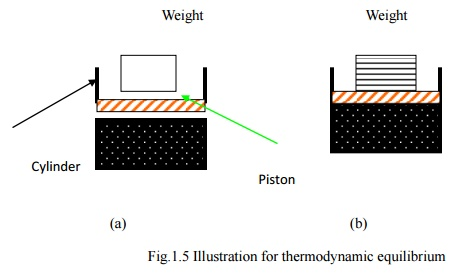 Weight Weight
Cylinder Piston
(a) (b)
Fig.1.5 Illustration for thermodynamic equilibrium